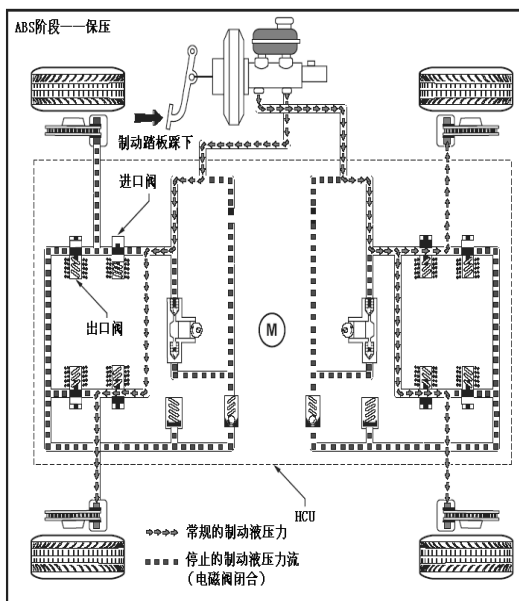 ABS阶段——保压
制动踏板踩下
进口阀
出口阀
M
HCU
常规的制动液压力
停止的制动液压力流
(电磁阀闭合)